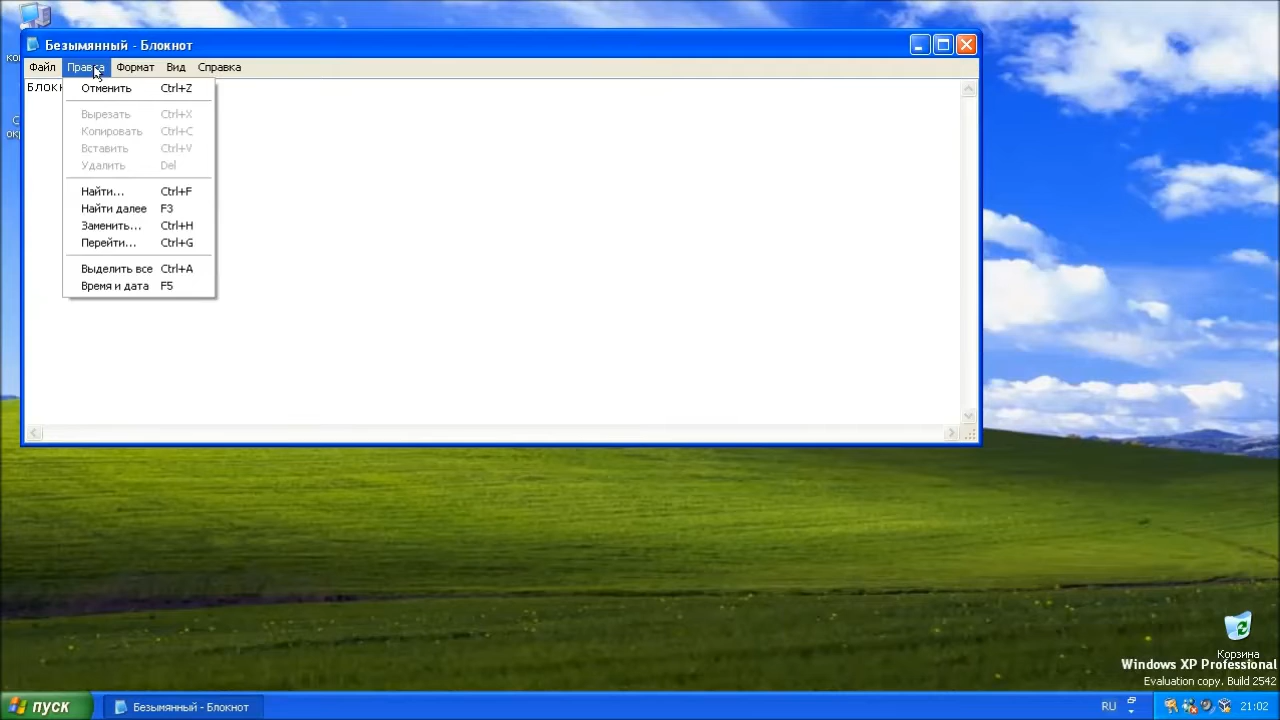 Безымянный - Блокнот
Файл Правка Формат Вид Справка
Отменить Ctrl+Z
Вырезать Ctrl+X
Копировать Ctrl+C
Вставить Ctrl+V
Удалить Del
Найти... Ctrl+F
Найти далее F3
Заменить... Ctrl+H
Перейти... Ctrl+G
Выделить все Ctrl+A
Время и дата F5
Корзина
Windows XP Professional
Evaluation copy. Build 2542
пуск Безымянный - Блокнот RU 21:02